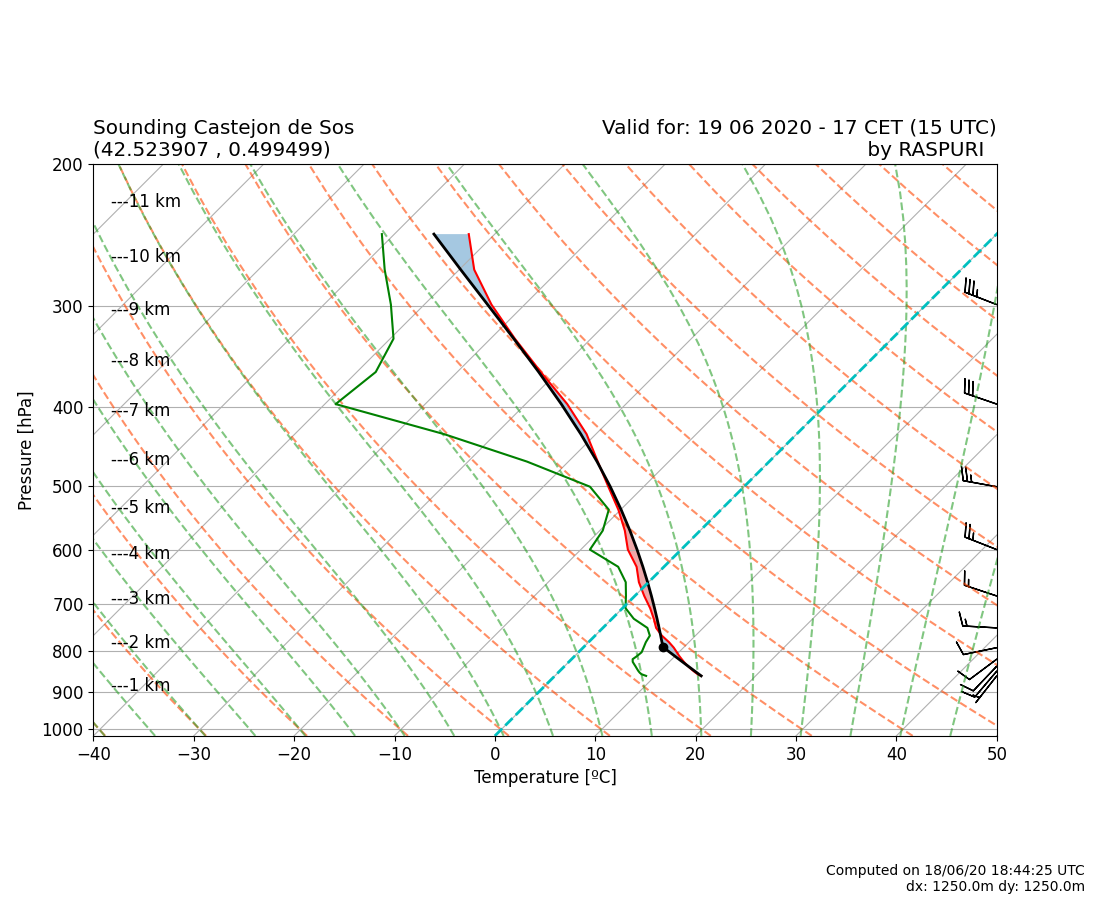 Sounding Castejon de Sos
(42.523907 , 0.499499)
Valid for: 19 06 2020 - 17 CET (15 UTC)
by RASPURI
200
300
400
500
600
700
800
900
1000
Pressure [hPa]
---11 km
---10 km
---9 km
---8 km
---7 km
---6 km
---5 km
---4 km
---3 km
---2 km
---1 km
−40 −30 −20 −10 0 10 20 30 40 50
Temperature [ºC]
Computed on 18/06/20 18:44:25 UTC
dx: 1250.0m dy: 1250.0m